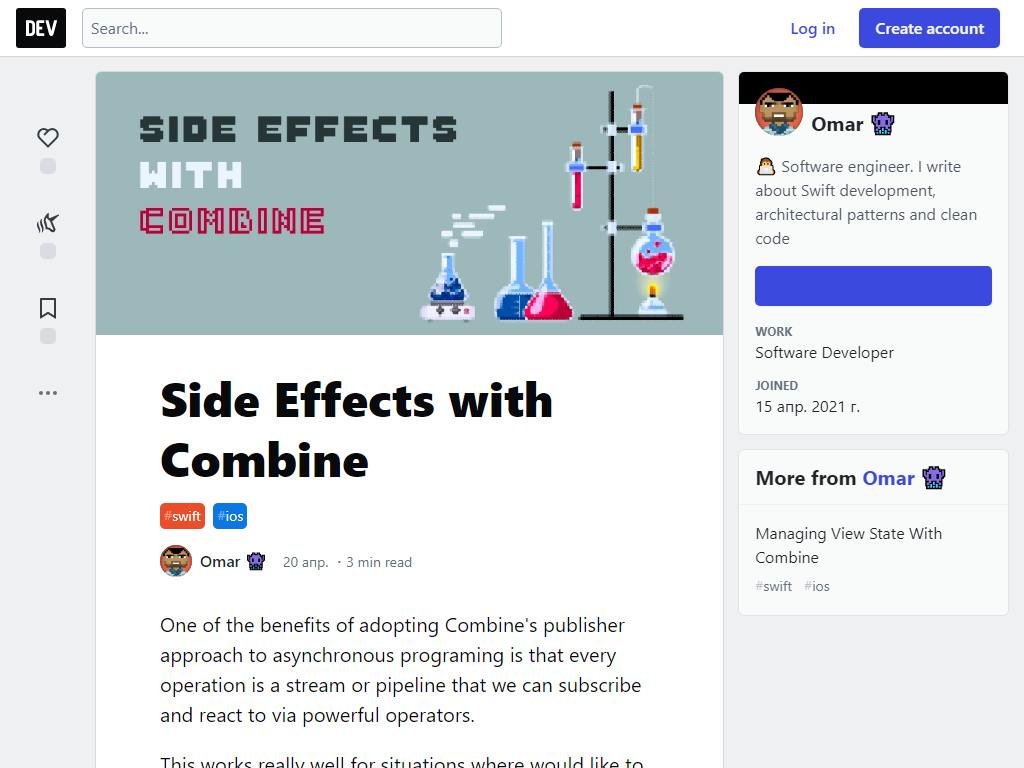 DEV
Search...
Log in
Create account
SIDE EFFECTS
WITH
COMBINE
Side Effects with
Combine
#swift #ios
Omar 20 апр. · 3 min read
One of the benefits of adopting Combine's publisher
approach to asynchronous programing is that every
operation is a stream or pipeline that we can subscribe
and react to via powerful operators.
This works really well for situations where would like to
Omar
Software engineer. I write
about Swift development,
architectural patterns and clean
code
WORK
Software Developer
JOINED
15 апр. 2021 г.
More from Omar
Managing View State With
Combine
#swift #ios